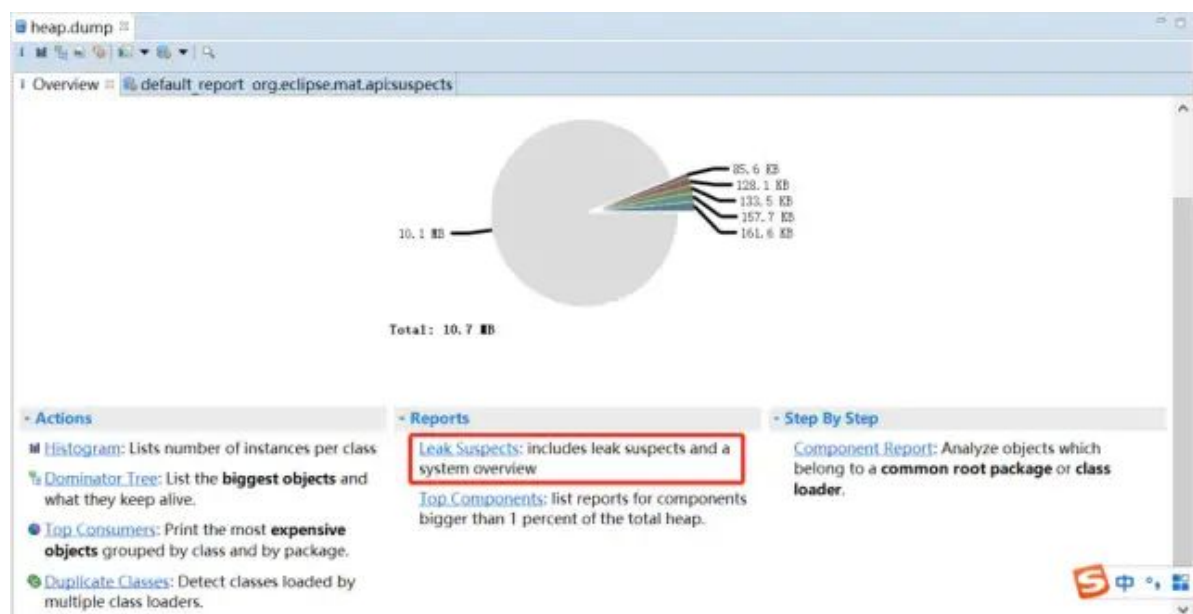 heap.dump
Overview
default_report org.eclipse.mat.api:suspects
85.6 KB
128.1 KB
133.5 KB
157.7 KB
161.6 KB
10.1 MB
Total: 10.7 MB
Actions
Histogram: Lists number of instances per class
Dominator Tree: List the biggest objects and
what they keep alive.
Top Consumers: Print the most expensive
objects grouped by class and by package.
Duplicate Classes: Detect classes loaded by
multiple class loaders.
Reports
Leak Suspects: includes leak suspects and a
system overview
Top Components: list reports for components
bigger than 1 percent of the total heap.
Step By Step
Component Report: Analyze objects which
belong to a common root package or class
loader.
S 中 °,